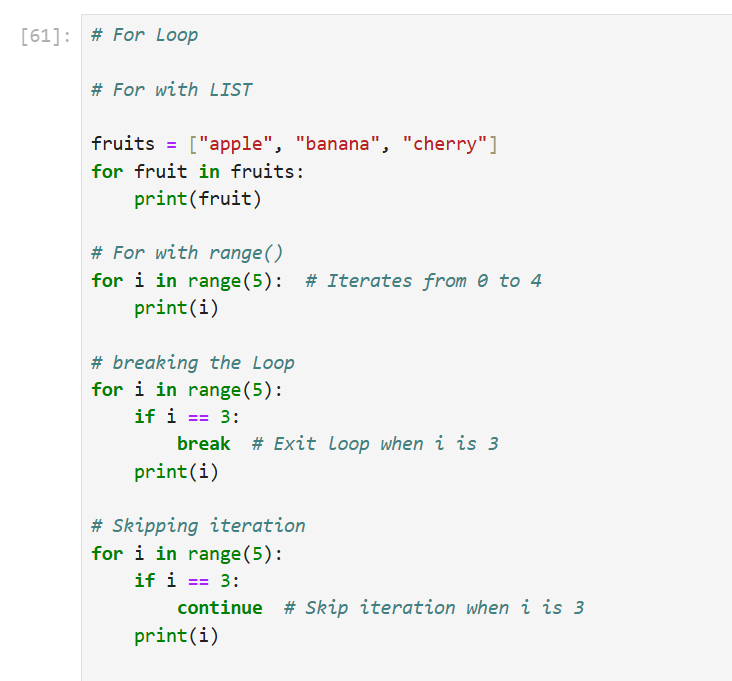 [61]:
# For Loop
# For with LIST
fruits = ["apple", "banana", "cherry"]
for fruit in fruits:
    print(fruit)
# For with range()
for i in range(5):  # Iterates from 0 to 4
    print(i)
# breaking the Loop
for i in range(5):
    if i == 3:
        break  # Exit loop when i is 3
    print(i)
# Skipping iteration
for i in range(5):
    if i == 3:
        continue  # Skip iteration when i is 3
    print(i)